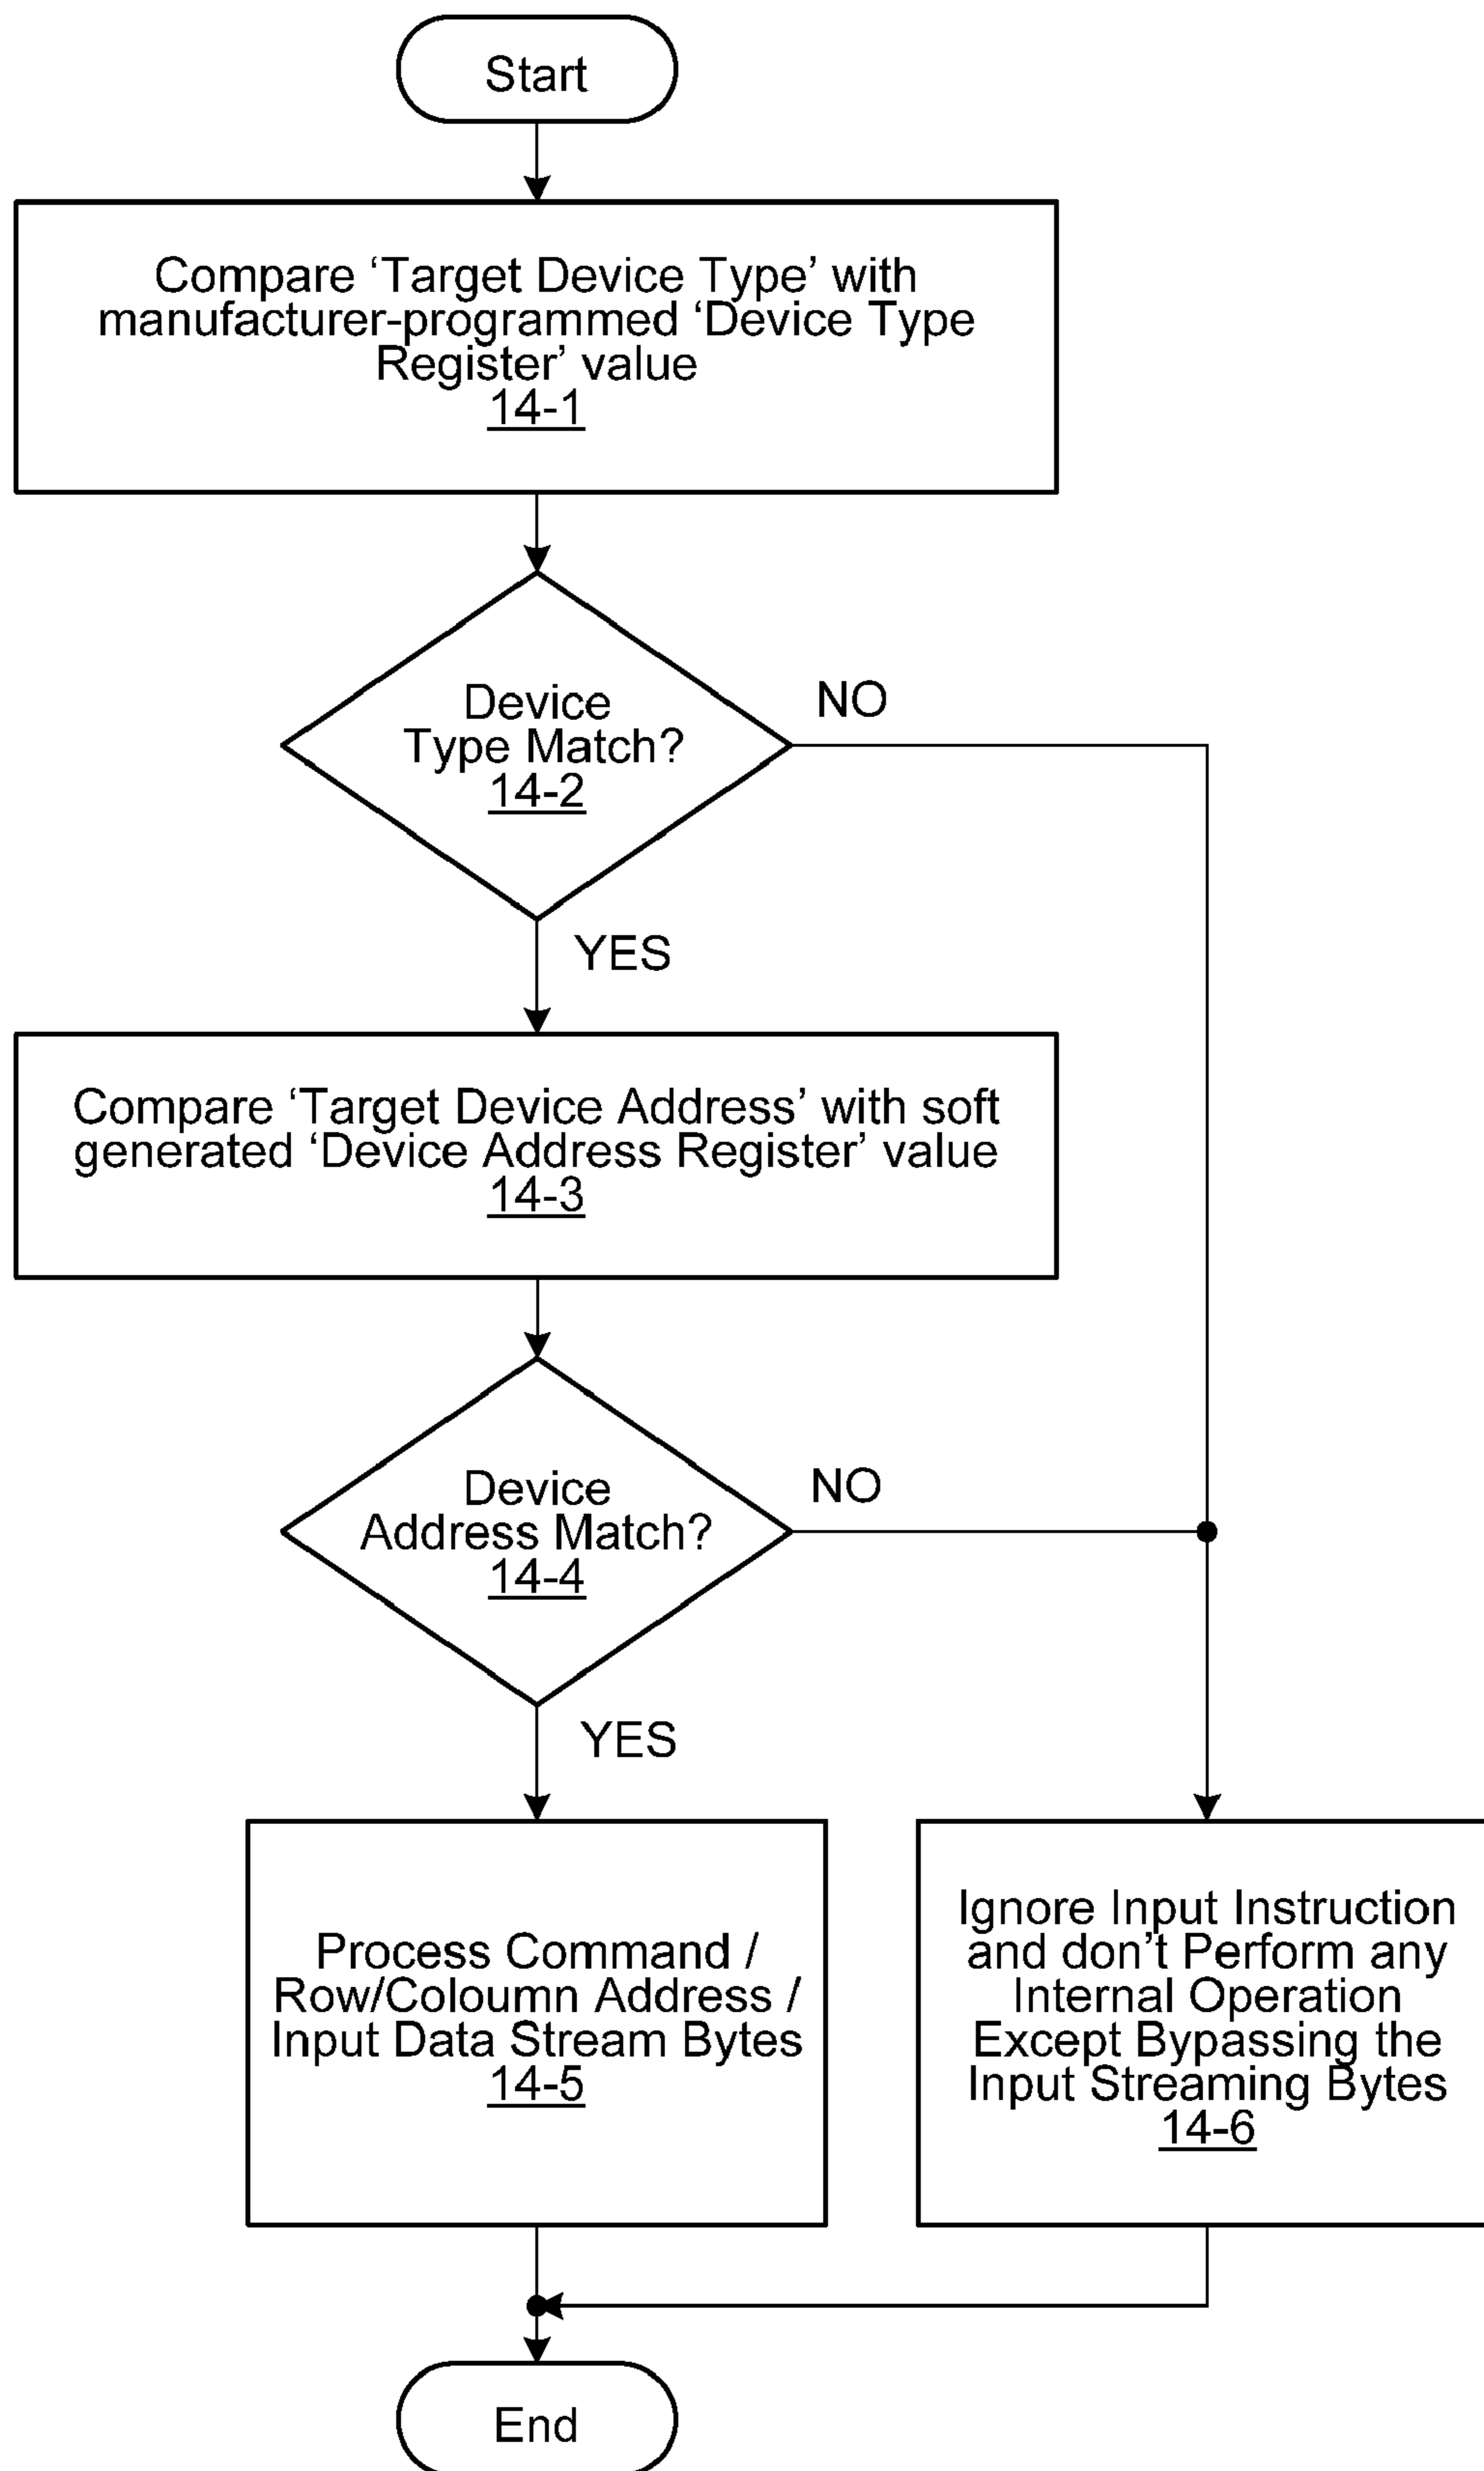 Start
Compare ‘Target Device Type’ with
manufacturer-programmed ‘Device Type
Register’ value
14-1
Device
Type Match?
14-2
NO
YES
Compare ‘Target Device Address’ with soft
generated ‘Device Address Register’ value
14-3
Device
Address Match?
14-4
NO
YES
Process Command /
Row/Coloumn Address /
Input Data Stream Bytes
14-5
Ignore Input Instruction
and don’t Perform any
Internal Operation
Except Bypassing the
Input Streaming Bytes
14-6
End